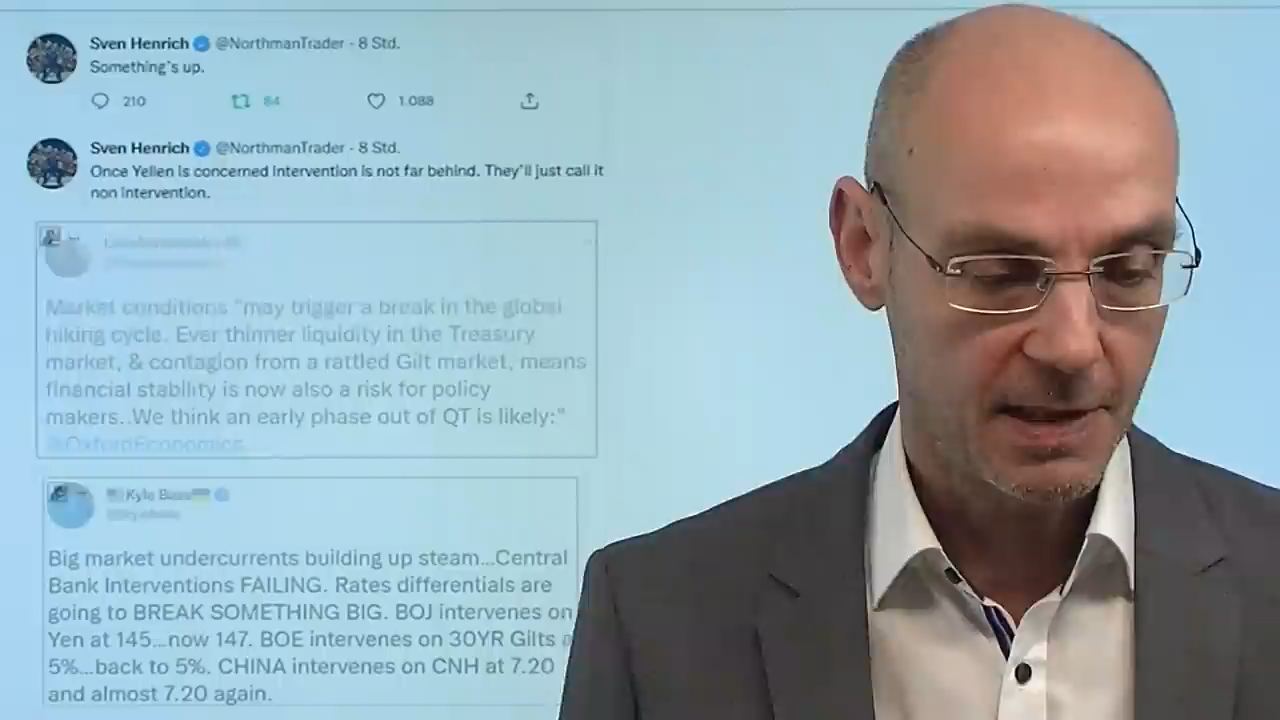 Sven Henrich @NorthmanTrader - 8 Std.
Something's up.
210 84 1.088
Sven Henrich @NorthmanTrader - 8 Std.
Once Yellen is concerned intervention is not far behind. They'll just call it
non intervention.
Market conditions "may trigger a break in the global
hiking cycle. Ever thinner liquidity in the Treasury
market, & contagion from a rattled Gilt market, means
financial stability is now also a risk for policy
makers..We think an early phase out of QT is likely:"
@OxfordEconomics
Kyle Bass
Big market undercurrents building up steam...Central
Bank Interventions FAILING. Rates differentials are
going to BREAK SOMETHING BIG. BOJ intervenes on
Yen at 145...now 147. BOE intervenes on 30YR Gilts
5%...back to 5%. CHINA intervenes on CNH at 7.20
and almost 7.20 again.